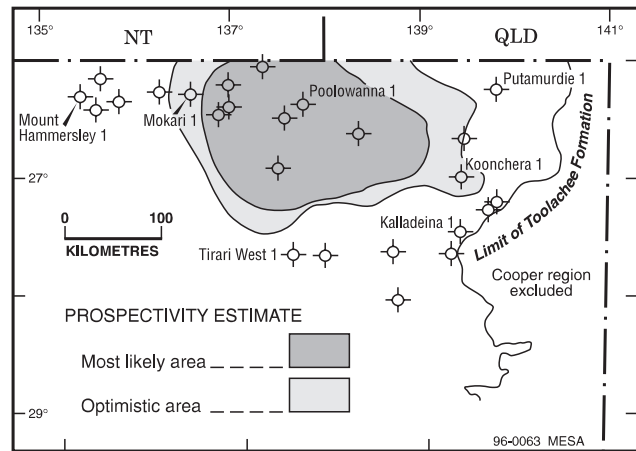 135°
137°
139°
141°
NT
QLD
Poolowanna 1
Putamurdie 1
Mount
Hammersley 1
Mokari 1
Koonchera 1
27°
0 100
KILOMETRES
Kalladeina 1
Limit of Toolachee Formation
Tirari West 1
Cooper region
excluded
PROSPECTIVITY ESTIMATE
Most likely area
Optimistic area
29°
96-0063 MESA